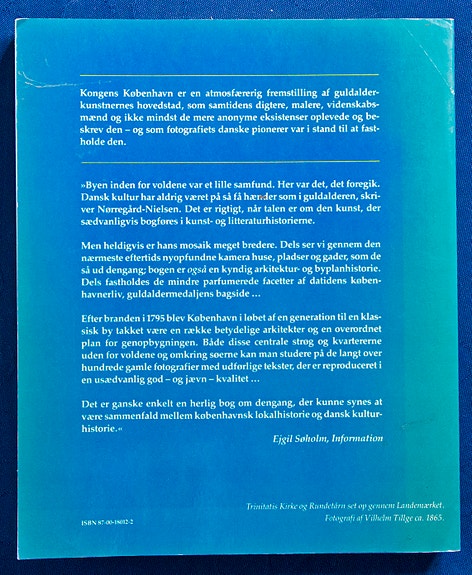 Kongens København er en atmosfærerig fremstilling af guldalder-
kunstnernes hovedstad, som samtidens digtere, malere, videnskabs-
mænd og ikke mindst de mere anonyme eksistenser oplevede og be-
skrev den – og som fotografiets danske pionerer var i stand til at fast-
holde den.
»Byen inden for voldene var et lille samfund. Her var det, det foregik.
Dansk kultur har aldrig været på så få hænder som i guldalderen, skri-
ver Nørregård-Nielsen. Det er rigtigt, når talen er om den kunst, der
sædvanligvis bogføres i kunst- og litteraturhistorierne.
Men heldigvis er hans mosaik meget bredere. Dels ser vi gennem den
nærmeste eftertids nyopfundne kamera huse, pladser og gader, som de
så ud dengang; bogen er også en kyndig arkitektur- og byplanhistorie.
Dels fastholdes de mindre parfumerede facetter af datidens køben-
havnerliv, guldaldermedaljens bagside ...
Efter branden i 1795 blev København i løbet af en generation til en klas-
sisk by takket være en række betydelige arkitekter og en overordnet
plan for genopbygningen. Både disse centrale strøg og kvartererne
uden for voldene og omkring søerne kan man studere på de langt over
hundrede gamle fotografier med udførlige tekster, der er reproduceret i
en usædvanlig god – og jævn – kvalitet ...
Det er ganske enkelt en herlig bog om dengang, der kunne synes at
være sammenfald mellem københavnsk lokalhistorie og dansk kultur-
historie.«
Ejgil Søholm, Information
Trinitatis Kirke og Rundetårn set op gennem Landemærket.
Fotografi af Vilhelm Tillge ca. 1865.
ISBN 87-00-18012-2